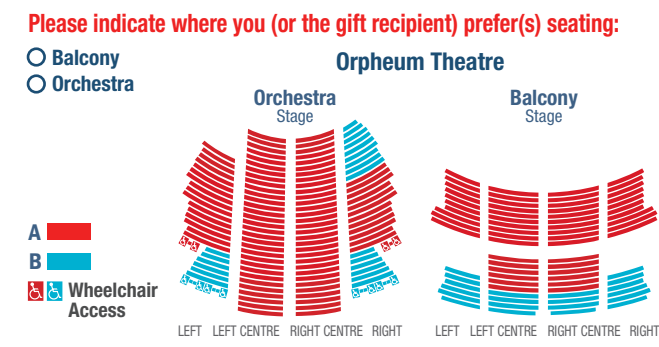 Please indicate where you (or the gift recipient) prefer(s) seating:
Balcony
Orchestra
Orpheum Theatre
Orchestra
Stage
Balcony
Stage
A
B
Wheelchair
Access
LEFT LEFT CENTRE RIGHT CENTRE RIGHT
LEFT LEFT CENTRE RIGHT CENTRE RIGHT